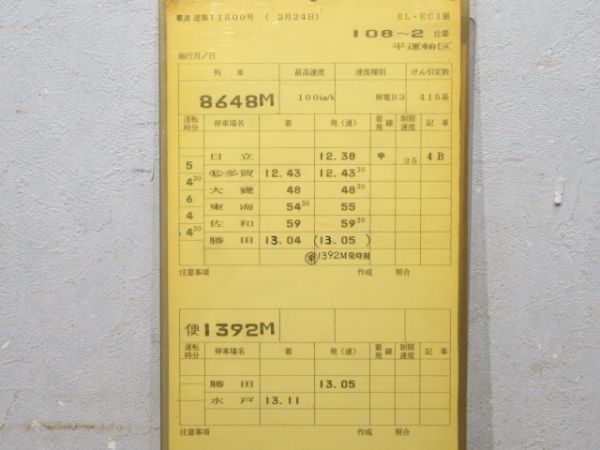 東鉄達第11500号 （2月24日） EL・EC1組
108～2 仕業
平運輸区
施行月／日
列車 最高速度 速度種別 けん引定数
8648M 100km/h 停電B3 415系
運転時分 停車場名 着 発（通） 着発線 制限速度 記事
日立 12.38 中 35 4B
5
多賀 12.43 12.43 30
4 30
大甕 48 48 30
6
東海 54 30 55
4
佐和 59 59 30
4 30
勝田 13.04 (13.05)
1392M発時刻
注意事項 作成 照合
便1392M
運転時分 停車場名 着 発（通） 着発線 制限速度 記事
勝田 13.05
水戸 13.11
注意事項 作成 照合